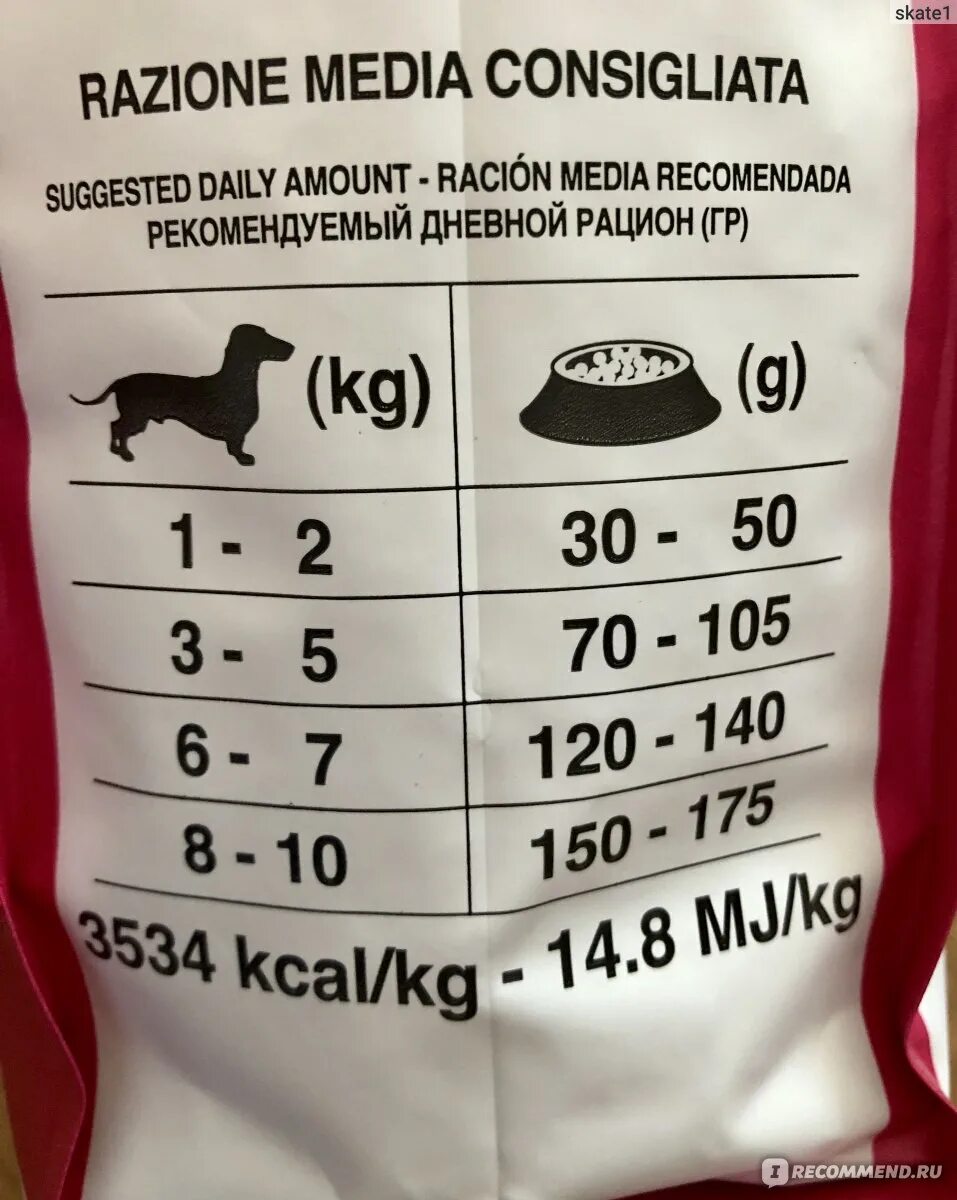 skate1
RAZIONE MEDIA CONSIGLIATA
SUGGESTED DAILY AMOUNT - RACIÓN MEDIA RECOMENDADA
РЕКОМЕНДУЕМЫЙ ДНЕВНОЙ РАЦИОН (ГР)
(kg) (g)
1 - 2 30 - 50
3 - 5 70 - 105
6 - 7 120 - 140
8 - 10 150 - 175
3534 kcal/kg - 14.8 MJ/kg
IRECOMMEND.RU